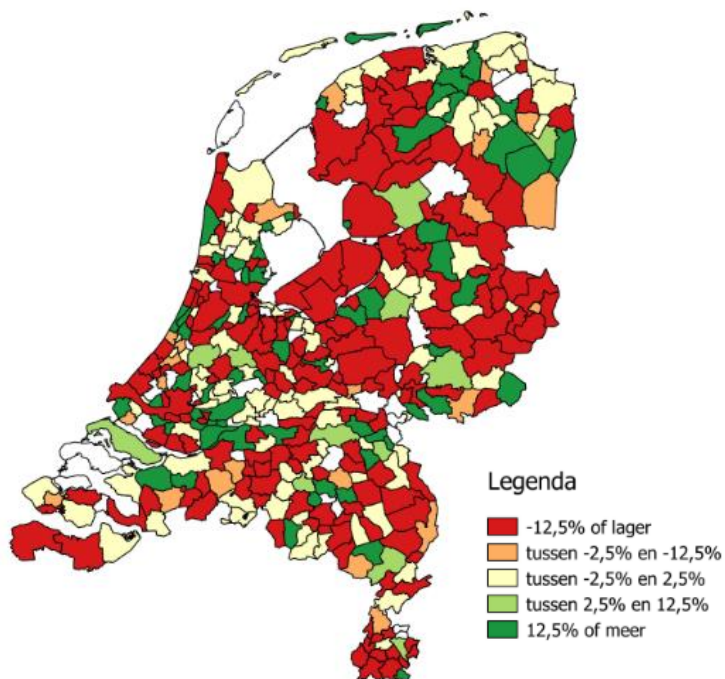 Legenda
-12,5% of lager
tussen -2,5% en -12,5%
tussen -2,5% en 2,5%
tussen 2,5% en 12,5%
12,5% of meer